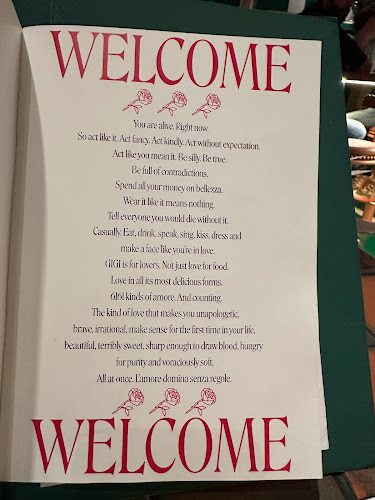 WELCOME
You are alive. Right now.
So act like it. Act fancy. Act kindly. Act without expectation.
Act like you mean it. Be silly. Be true.
Be full of contradictions.
Spend all your money on bellezza.
Wear it like it means nothing.
Tell everyone you would die without it.
Casually. Eat, drink, speak, sing, kiss, dress and
make a face like you're in love.
GIGI is for lovers. Not just love for food.
Love in all its most delicious forms.
6161 kinds of amore. And counting.
The kind of love that makes you unapologetic,
brave, irrational, make sense for the first time in your life,
beautiful, terribly sweet, sharp enough to draw blood, hungry
for purity and voraciously soft.
All at once. L'amore domina senza regole.
WELCOME